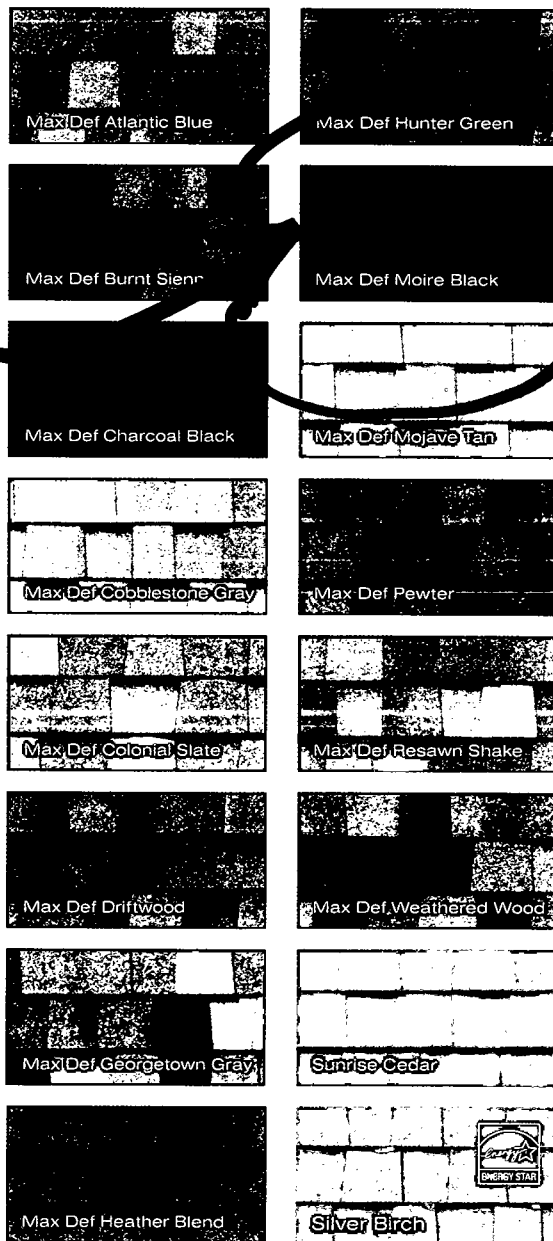 Max Def Atlantic Blue
Max Def Hunter Green
Max Def Burnt Sienn
Max Def Moire Black
Max Def Charcoal Black
Max Def Mojave Tan
Max Def Cobblestone Gray
Max Def Pewter
Max Def Colonial Slate
Max Def Resawn Shake
Max Def Driftwood
Max Def Weathered Wood
Max Def Georgetown Gray
Sunrise Cedar
Max Def Heather Blend
ENERGY STAR
Silver Birch